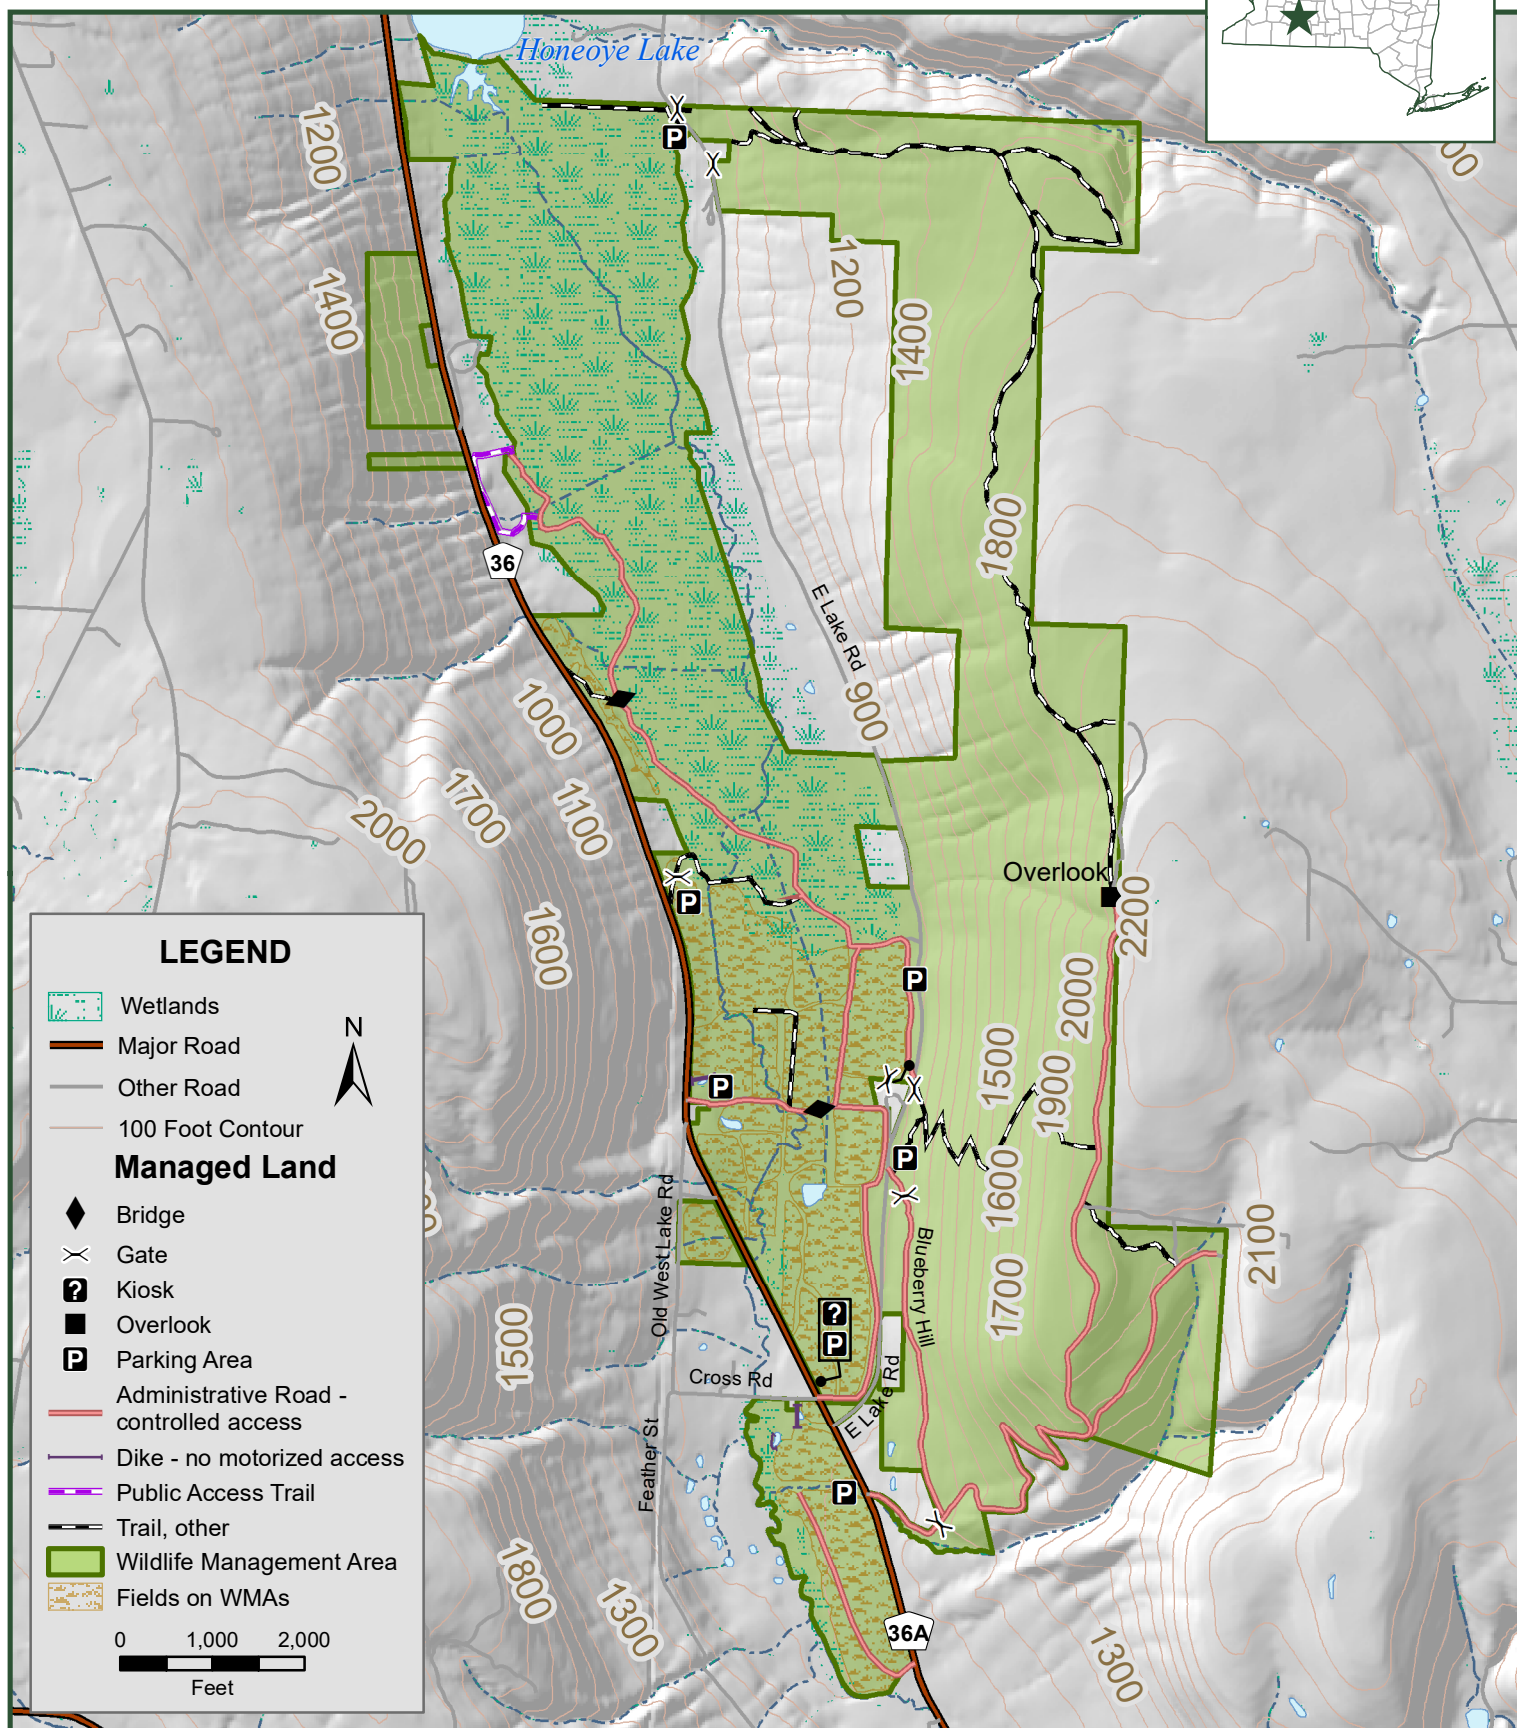 Honeoye Lake
P
1200
1200
1400
1400
1800
36
E Lake Rd
900
1000
1700
1100
2000
Overlook
2200
P
1600
P
2000
1500
1900
P
P
1600
Old West Lake Rd
Blueberry Hill
2100
1700
?
P
1500
Cross Rd
E Lake Rd
Feather St
P
1800
1300
36A
1300
LEGEND
Wetlands
Major Road
N
Other Road
100 Foot Contour
Managed Land
Bridge
Gate
? Kiosk
Overlook
P Parking Area
Administrative Road -
controlled access
Dike - no motorized access
Public Access Trail
Trail, other
Wildlife Management Area
Fields on WMAs
0 1,000 2,000
Feet